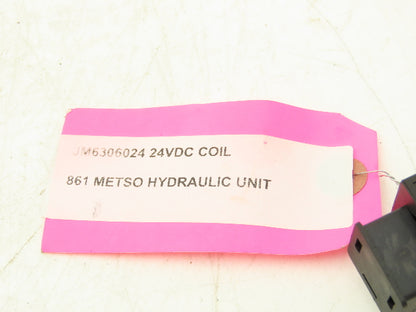 JM6306024 24VDC COIL
861 METSO HYDRAULIC UNIT